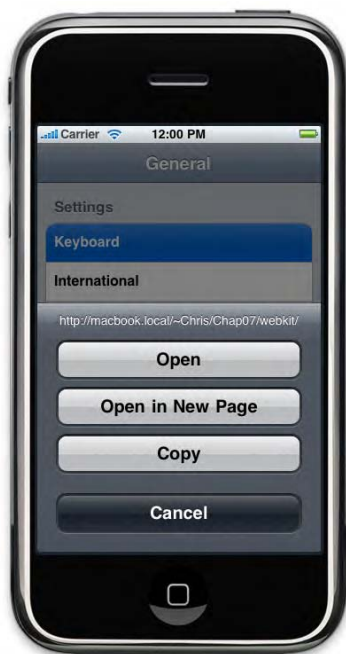 Carrier 12:00 PM
General
Settings
Keyboard
International
http://macbook.local/~Chris/Chap07/webkit/
Open
Open in New Page
Copy
Cancel